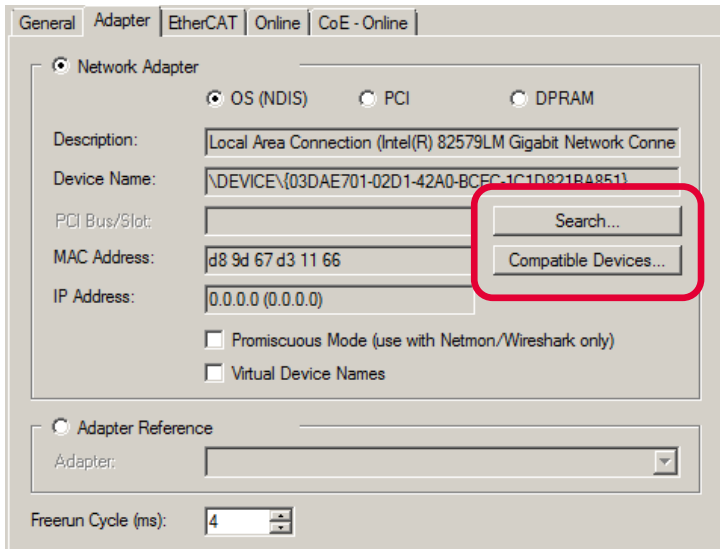 General Adapter EtherCAT Online CoE - Online
Network Adapter
OS (NDIS) PCI DPRAM
Description: Local Area Connection (Intel(R) 82579LM Gigabit Network Conne
Device Name: \DEVICE\{03DAE701-02D1-42A0-BCFC-1C1D821BA851}
PCI Bus/Slot: Search...
MAC Address: d8 9d 67 d3 11 66 Compatible Devices...
IP Address: 0.0.0.0 (0.0.0.0)
Promiscuous Mode (use with Netmon/Wireshark only)
Virtual Device Names
Adapter Reference
Adapter:
Freerun Cycle (ms): 4